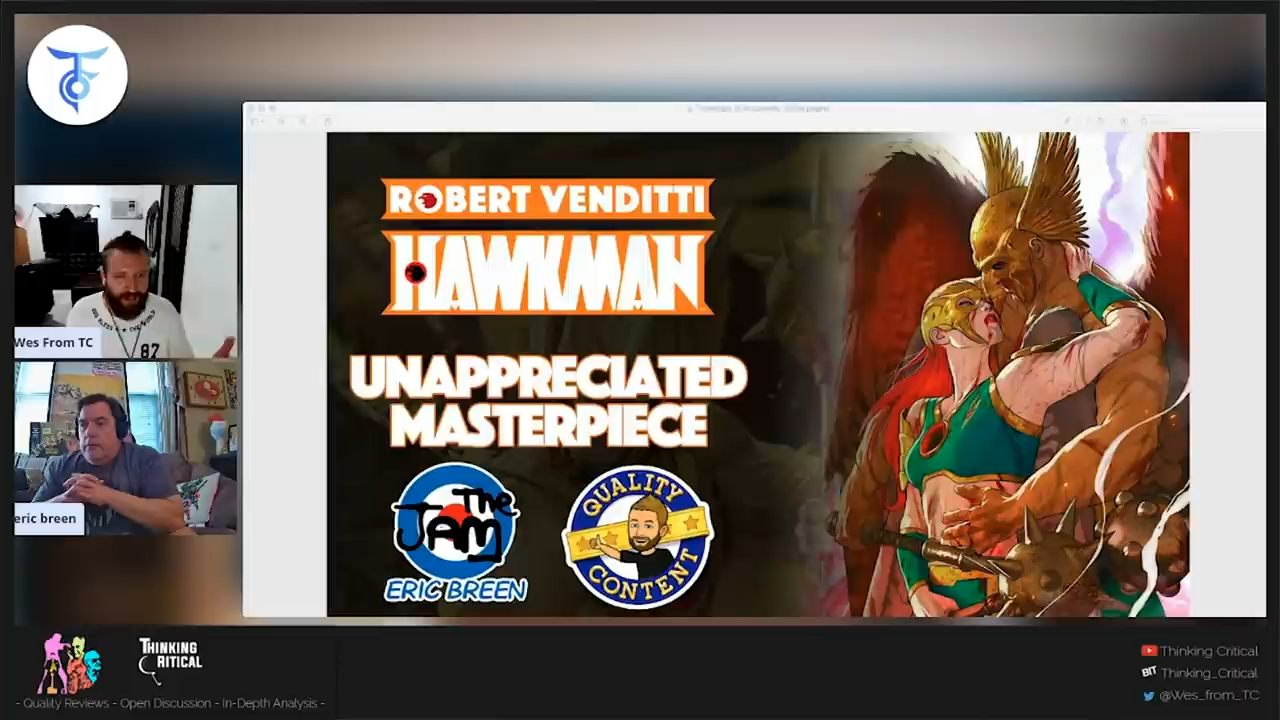 ROBERT VENDITTI
HAWKMAN
UNAPPRECIATED
MASTERPIECE
THE
JAM
ERIC BREEN
QUALITY
CONTENT
87
Wes From TC
eric breen
THINKING
CRITICAL
- Quality Reviews - Open Discussion - In-Depth Analysis -
Thinking Critical
BIT Thinking_Critical
@Wes_from_TC